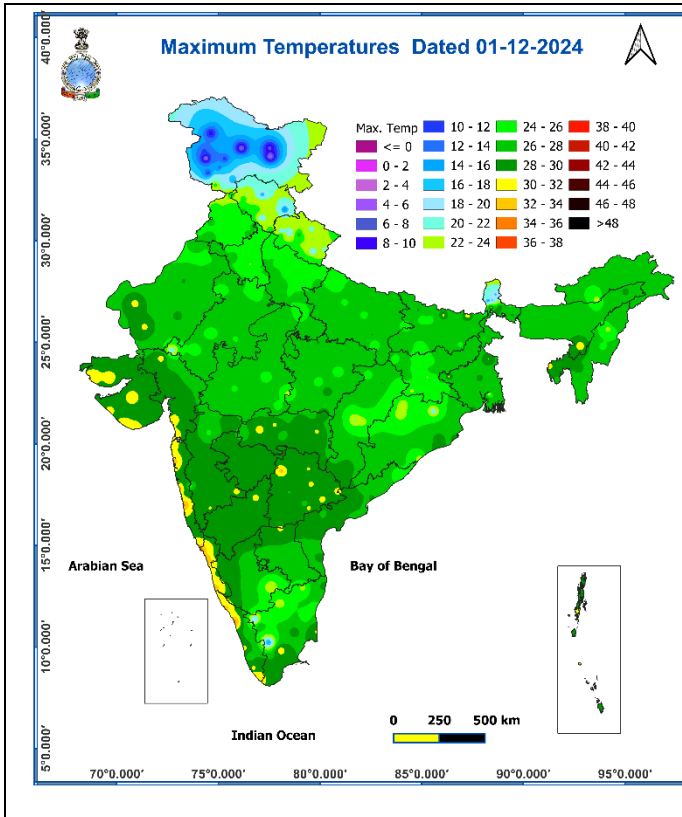 Maximum Temperatures Dated 01-12-2024
Max. Temp
<= 0
0 - 2
2 - 4
4 - 6
6 - 8
8 - 10
10 - 12
12 - 14
14 - 16
16 - 18
18 - 20
20 - 22
22 - 24
24 - 26
26 - 28
28 - 30
30 - 32
32 - 34
34 - 36
36 - 38
38 - 40
40 - 42
42 - 44
44 - 46
46 - 48
>48
40°0.000'
35°0.000'
30°0.000'
25°0.000'
20°0.000'
15°0.000'
10°0.000'
5°0.000'
Arabian Sea
Bay of Bengal
Indian Ocean
0 250 500 km
70°0.000' 75°0.000' 80°0.000' 85°0.000' 90°0.000' 95°0.000'